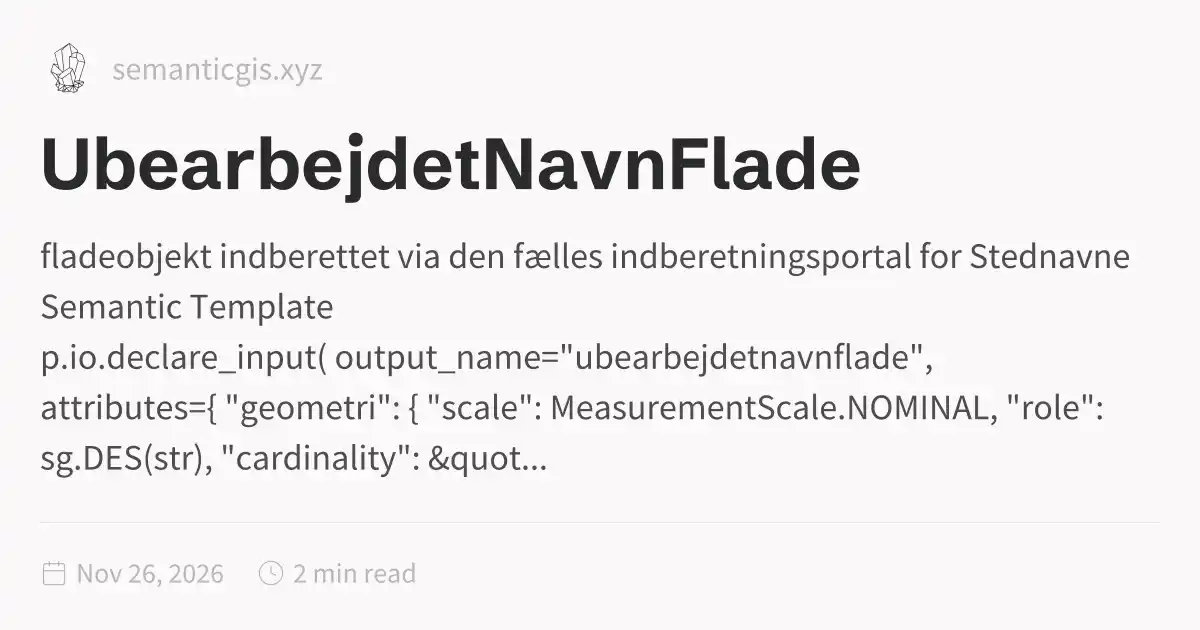 semanticgis.xyz
UbearbejdetNavnFlade
fladeobjekt indberettet via den fælles indberetningsportal for Stednavne
Semantic Template
p.io.declare_input( output_name="ubearbejdetnavnflade",
attributes={ "geometri": { "scale": MeasurementScale.NOMINAL, "role":
sg.DES(str), "cardinality": &quot...
Nov 26, 2026 2 min read